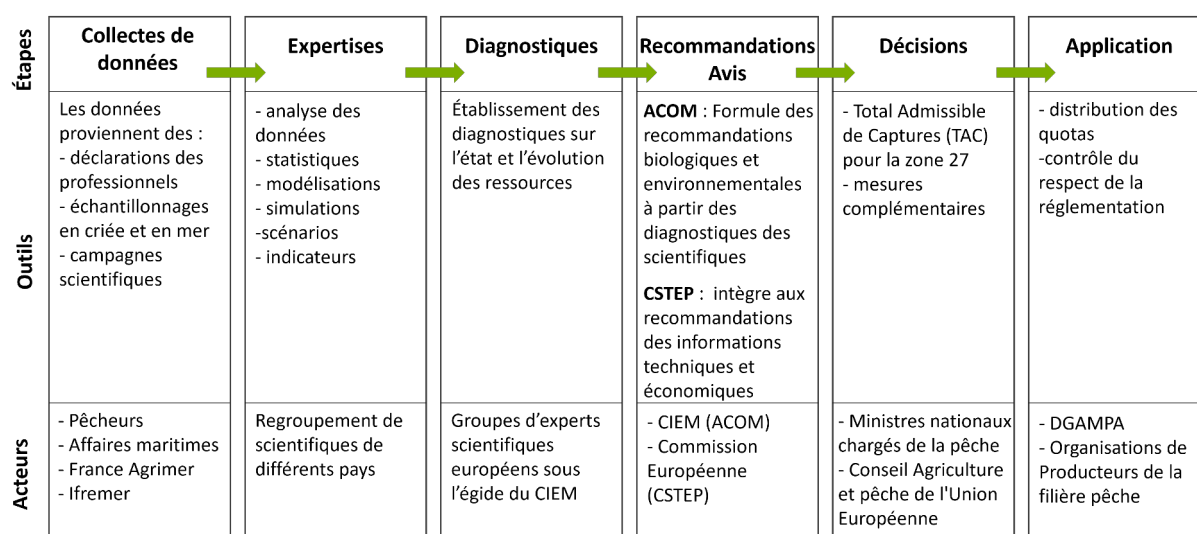 Étapes
Collectes de
données
Expertises
Diagnostiques
Recommandations
Avis
Décisions
Application
Outils
Les données
proviennent des :
- déclarations des
professionnels
- échantillonnages
en criée et en mer
- campagnes
scientifiques
- analyse des
données
- statistiques
- modélisations
- simulations
-scénarios
- indicateurs
Établissement des
diagnostiques sur
l'état et l'évolution
des ressources
ACOM : Formule des
recommandations
biologiques et
environnementales
à partir des
diagnostiques des
scientifiques
CSTEP : intègre aux
recommandations
des informations
techniques et
économiques
- Total Admissible
de Captures (TAC)
pour la zone 27
- mesures
complémentaires
- distribution des
quotas
-contrôle du
respect de la
réglementation
Acteurs
- Pêcheurs
- Affaires maritimes
- France Agrimer
- Ifremer
Regroupement de
scientifiques de
différents pays
Groupes d'experts
scientifiques
européens sous
l'égide du CIEM
- CIEM (ACOM)
- Commission
Européenne
(CSTEP)
- Ministres nationaux
chargés de la pêche
- Conseil Agriculture
et pêche de l'Union
Européenne
- DGAMPA
- Organisations de
Producteurs de la
filière pêche